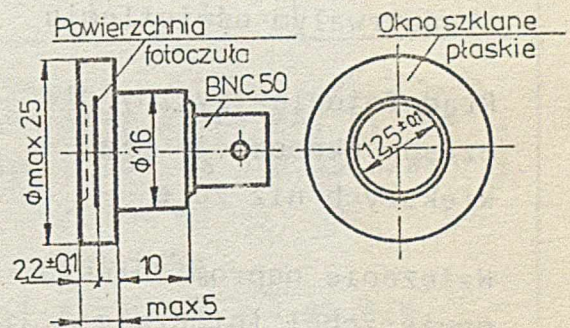 Powierzchnia
fotoczuła
Okno szklane
płaskie
BNC 50
Φmax 25
Φ16
12,5±0,1
2,2±0,1
10
max 5